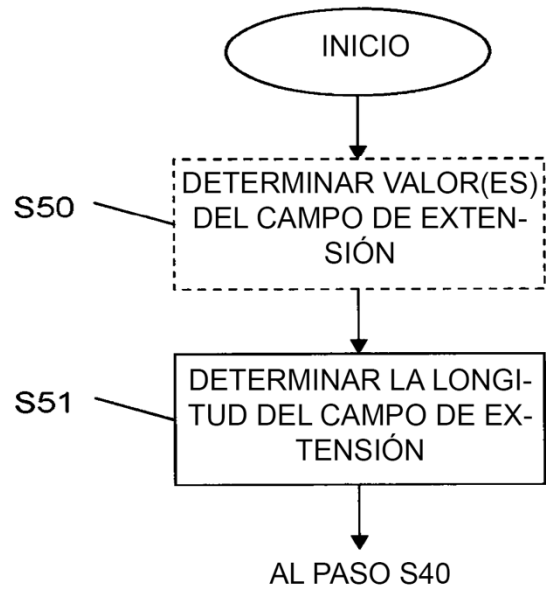 INICIO
S50
DETERMINAR VALOR(ES)
DEL CAMPO DE EXTEN-
SIÓN
S51
DETERMINAR LA LONGI-
TUD DEL CAMPO DE EX-
TENSIÓN
AL PASO S40